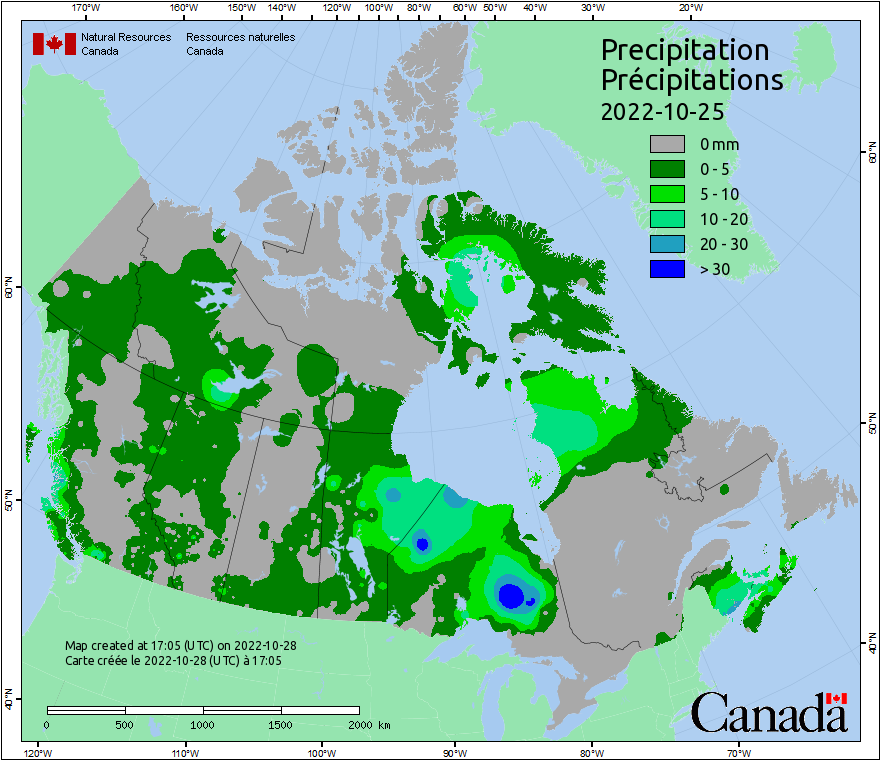 170°W 160°W 150°W 140°W 130°W 120°W 110°W 100°W 90°W 80°W 60°W 50°W 40°W 30°W 20°W
Natural Resources Ressources naturelles
Canada Canada
Precipitation
Précipitations
2022-10-25
0 mm
0 - 5
5 - 10
10 - 20
20 - 30
> 30
60°N
60°N
50°N
50°N
40°N
40°N
Map created at 17:05 (UTC) on 2022-10-28
Carte créée le 2022-10-28 (UTC) à 17:05
0 500 1000 1500 2000 km
Canada
120°W 110°W 100°W 90°W 80°W 70°W